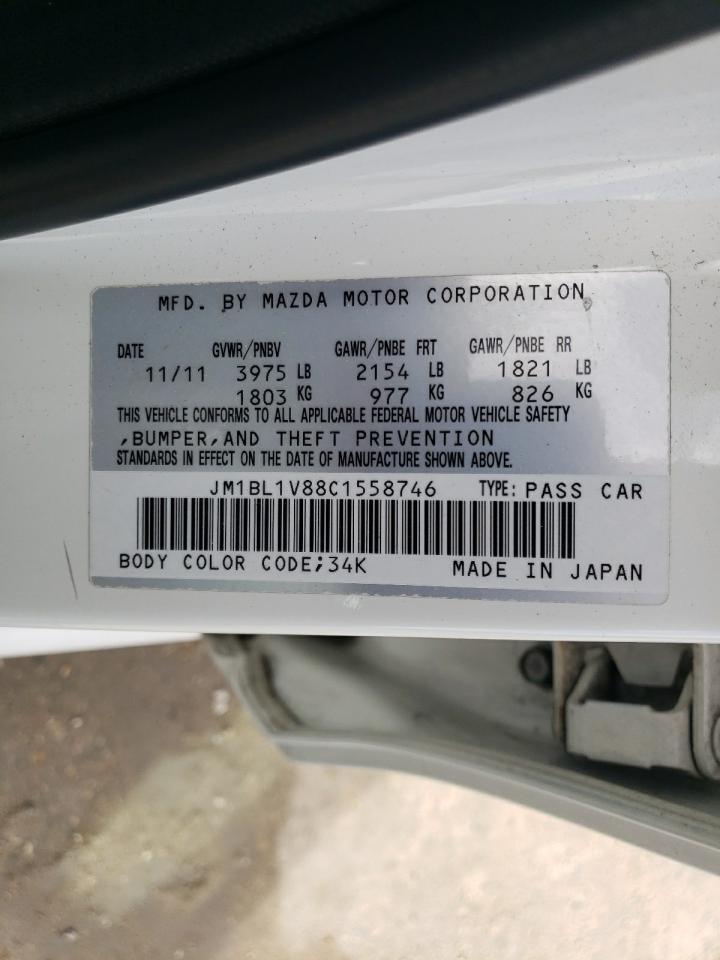 MFD. BY MAZDA MOTOR CORPORATION
DATE GVWR/PNBV GAWR/PNBE FRT GAWR/PNBE RR
11/11 3975 LB 2154 LB 1821 LB
1803 KG 977 KG 826 KG
THIS VEHICLE CONFORMS TO ALL APPLICABLE FEDERAL MOTOR VEHICLE SAFETY
,BUMPER,AND THEFT PREVENTION
STANDARDS IN EFFECT ON THE DATE OF MANUFACTURE SHOWN ABOVE.
JM1BL1V88C1558746 TYPE: PASS CAR
BODY COLOR CODE;34K MADE IN JAPAN